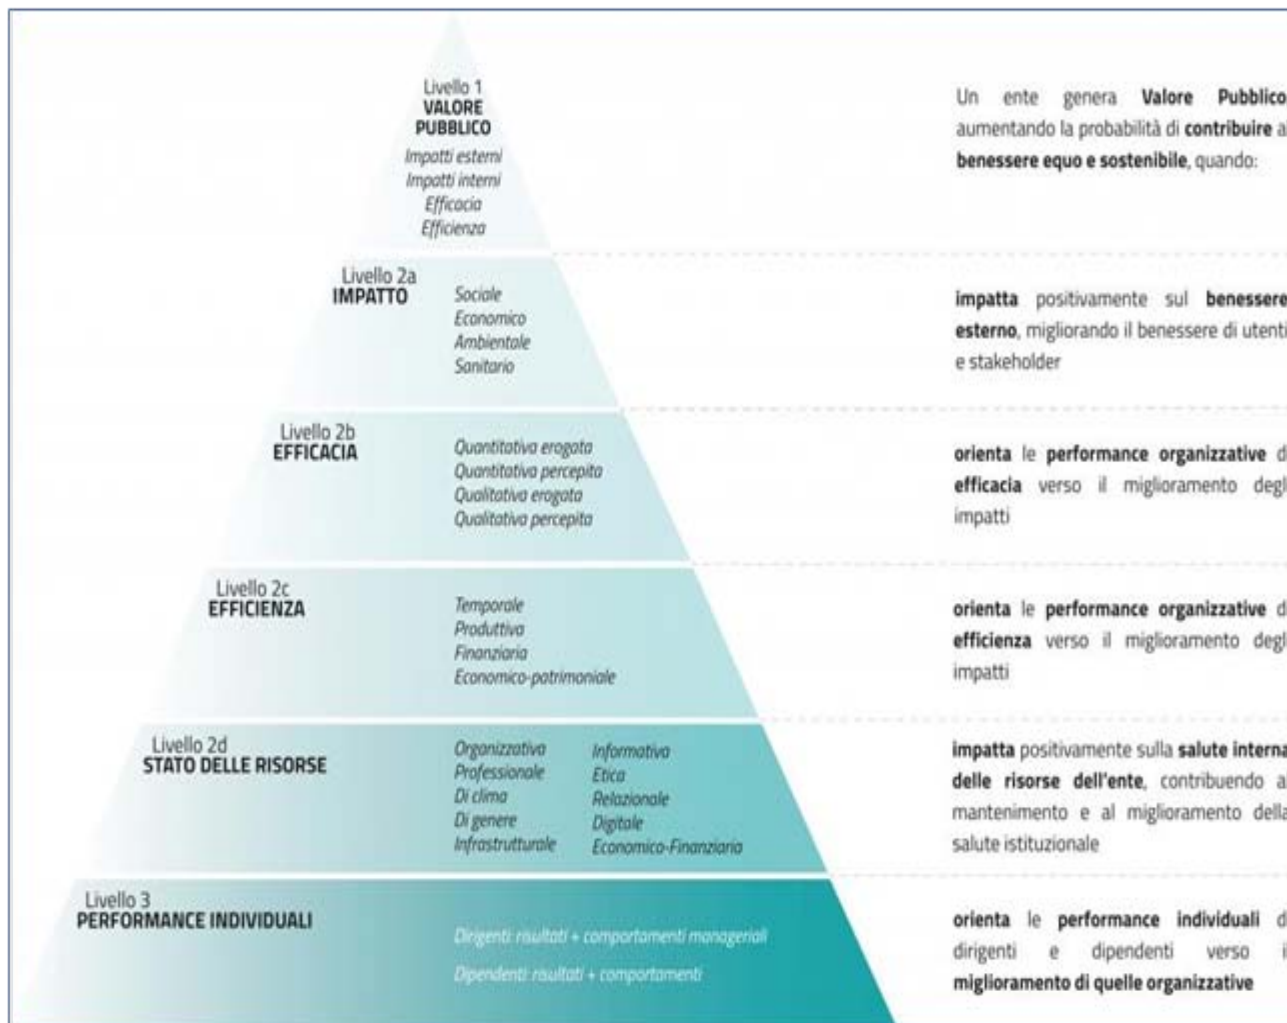 Livello 1
VALORE
PUBBLICO
Impatti esterni
Impatti interni
Efficacia
Efficienza
Un ente genera Valore Pubblico
aumentando la probabilità di contribuire a
benessere equo e sostenibile, quando:
Livello 2a
IMPATTO
Sociale
Economico
Ambientale
Sanitario
impatta positivamente sul benessere
esterno, migliorando il benessere di utenti
e stakeholder
Livello 2b
EFFICACIA
Quantitativa erogata
Quantitativa percepita
Qualitativa erogata
Qualitativa percepita
orienta le performance organizzative d
efficacia verso il miglioramento degl
impatti
Livello 2c
EFFICIENZA
Temporale
Produttiva
Finanziaria
Economico-patrimoniale
orienta le performance organizzative d
efficienza verso il miglioramento degl
impatti
Livello 2d
STATO DELLE RISORSE
Organizzativa
Professionale
Di clima
Di genere
Infrastrutturale
Informativa
Etica
Relazionale
Digitale
Economico-Finanziaria
impatta positivamente sulla salute interna
delle risorse dell'ente, contribuendo a
mantenimento e al miglioramento della
salute istituzionale
Livello 3
PERFORMANCE INDIVIDUALI
Dirigenti: risultati + comportamenti manageriali
Dipendenti: risultati + comportamenti
orienta le performance individuali d
dirigenti e dipendenti verso i
miglioramento di quelle organizzative